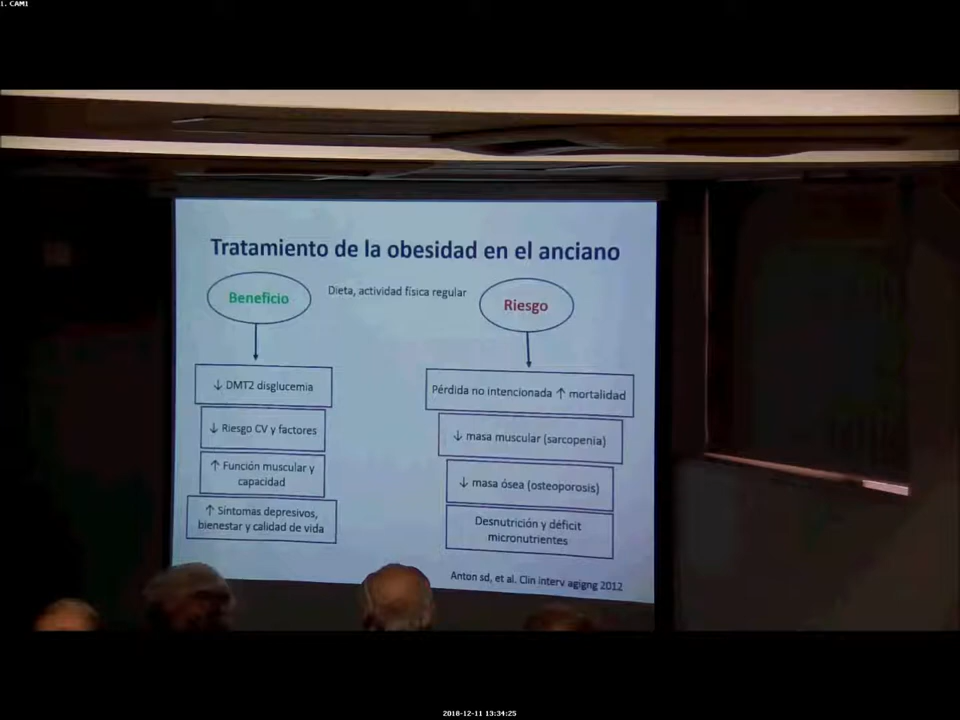 1. CAM1
Tratamiento de la obesidad en el anciano
Beneficio
Dieta, actividad física regular
Riesgo
↓ DMT2 disglucemia
↓ Riesgo CV y factores
↑ Función muscular y
capacidad
↑ Síntomas depresivos,
bienestar y calidad de vida
Pérdida no intencionada ↑ mortalidad
↓ masa muscular (sarcopenia)
↓ masa ósea (osteoporosis)
Desnutrición y déficit
micronutrientes
Anton sd, et al. Clin interv agigng 2012
2018-12-11 13:34:25